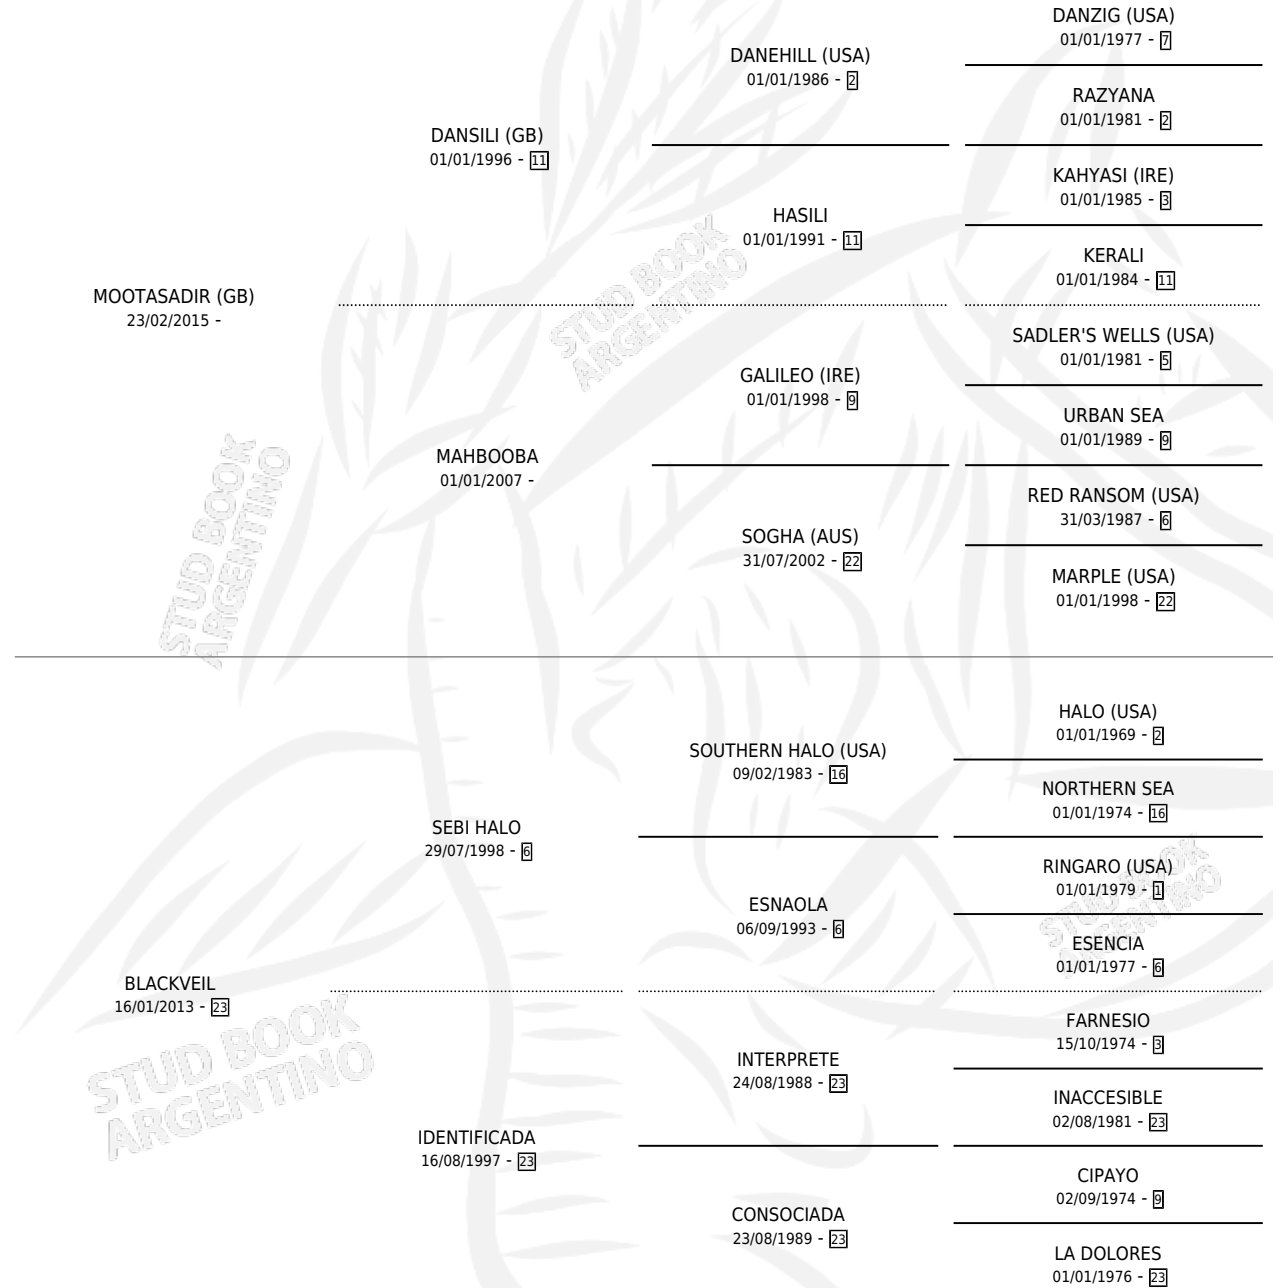 MOOTASADIR (GB)
23/02/2015 -
DANSILI (GB)
01/01/1996 - 11
MAHBOOBA
01/01/2007 -
DANEHILL (USA)
01/01/1986 - 2
HASILI
01/01/1991 - 11
GALILEO (IRE)
01/01/1998 - 9
SOGHA (AUS)
31/07/2002 - 22
DANZIG (USA)
01/01/1977 - 7
RAZYANA
01/01/1981 - 2
KAHYASI (IRE)
01/01/1985 - 3
KERALI
01/01/1984 - 11
SADLER'S WELLS (USA)
01/01/1981 - 5
URBAN SEA
01/01/1989 - 9
RED RANSOM (USA)
31/03/1987 - 6
MARPLE (USA)
01/01/1998 - 22
BLACKVEIL
16/01/2013 - 23
SEBI HALO
29/07/1998 - 6
IDENTIFICADA
16/08/1997 - 23
SOUTHERN HALO (USA)
09/02/1983 - 16
ESNAOLA
06/09/1993 - 6
INTERPRETE
24/08/1988 - 23
CONSOCIADA
23/08/1989 - 23
HALO (USA)
01/01/1969 - 2
NORTHERN SEA
01/01/1974 - 16
RINGARO (USA)
01/01/1979 - 1
ESENCIA
01/01/1977 - 6
FARNESIO
15/10/1974 - 3
INACCESIBLE
02/08/1981 - 23
CIPAYO
02/09/1974 - 9
LA DOLORES
01/01/1976 - 23
STUD BOOK
ARGENTINO
STUD BOOK
ARGENTINO
STUD BOOK
ARGENTINO
STUD BOOK
ARGENTINO